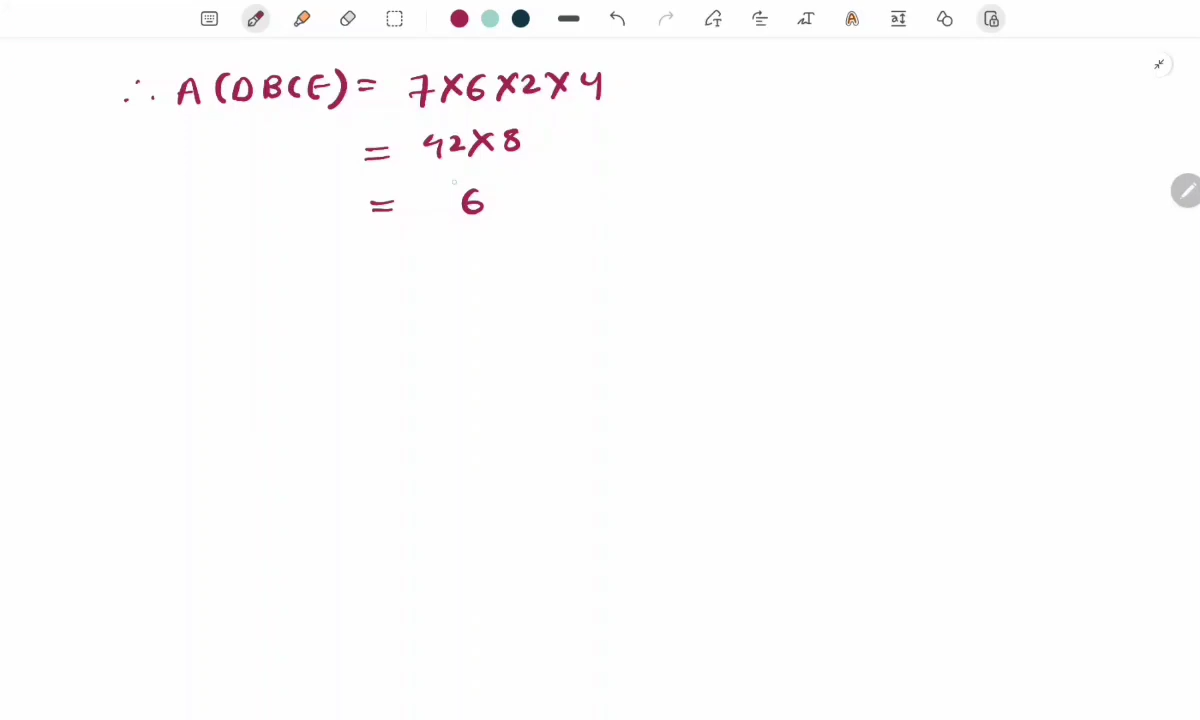 ∴ A (DBCE) = 7×6×2×4
= 42×8
= 6